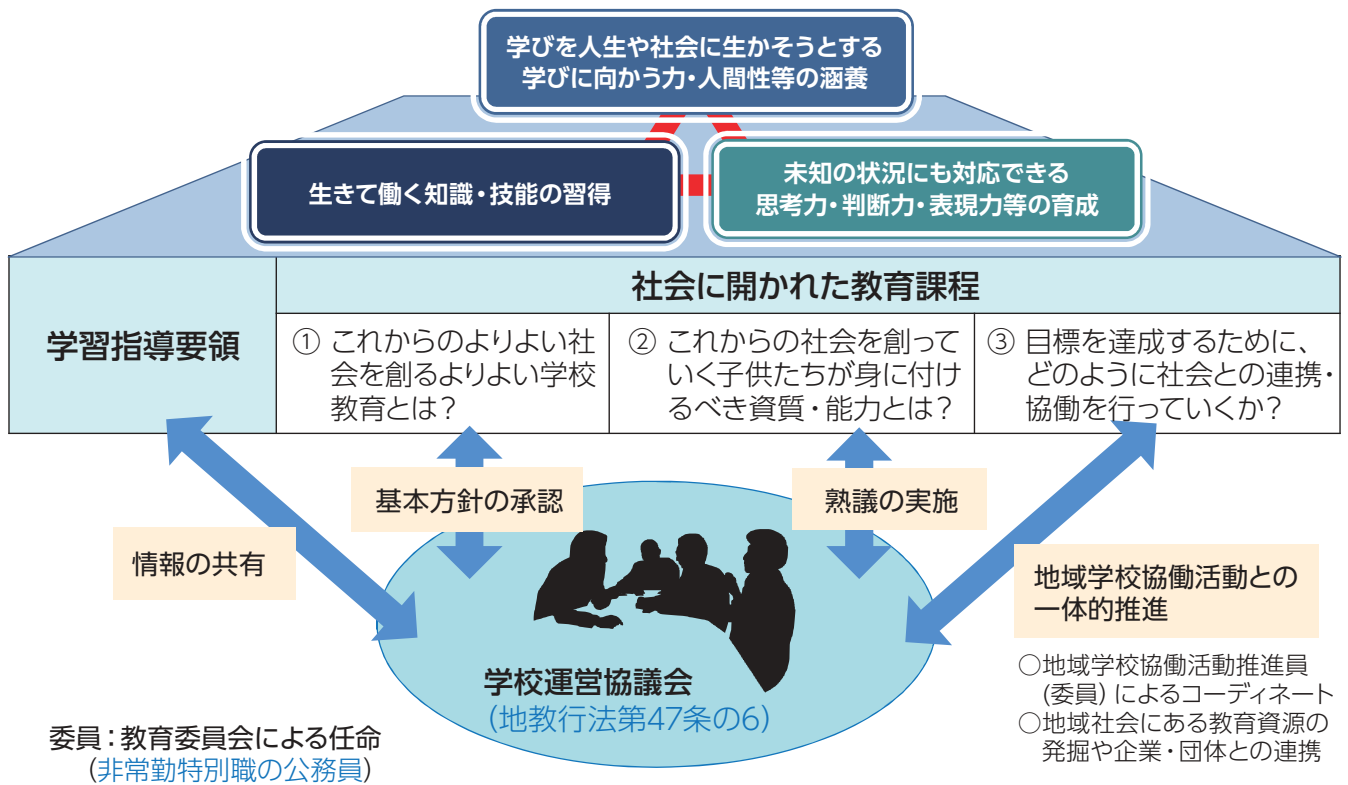 学びを人生や社会に生かそうとする
学びに向かう力・人間性等の涵養
生きて働く知識・技能の習得
未知の状況にも対応できる
思考力・判断力・表現力等の育成
学習指導要領
社会に開かれた教育課程
① これからのよりよい社
会を創るよりよい学校
教育とは？
② これからの社会を創って
いく子供たちが身に付け
るべき資質・能力とは？
③ 目標を達成するために、
どのように社会との連携・
協働を行っていくか？
基本方針の承認
熟議の実施
情報の共有
地域学校協働活動との
一体的推進
○地域学校協働活動推進員
(委員) によるコーディネート
○地域社会にある教育資源の
発掘や企業・団体との連携
学校運営協議会
(地教行法第47条の6)
委員：教育委員会による任命
(非常勤特別職の公務員)